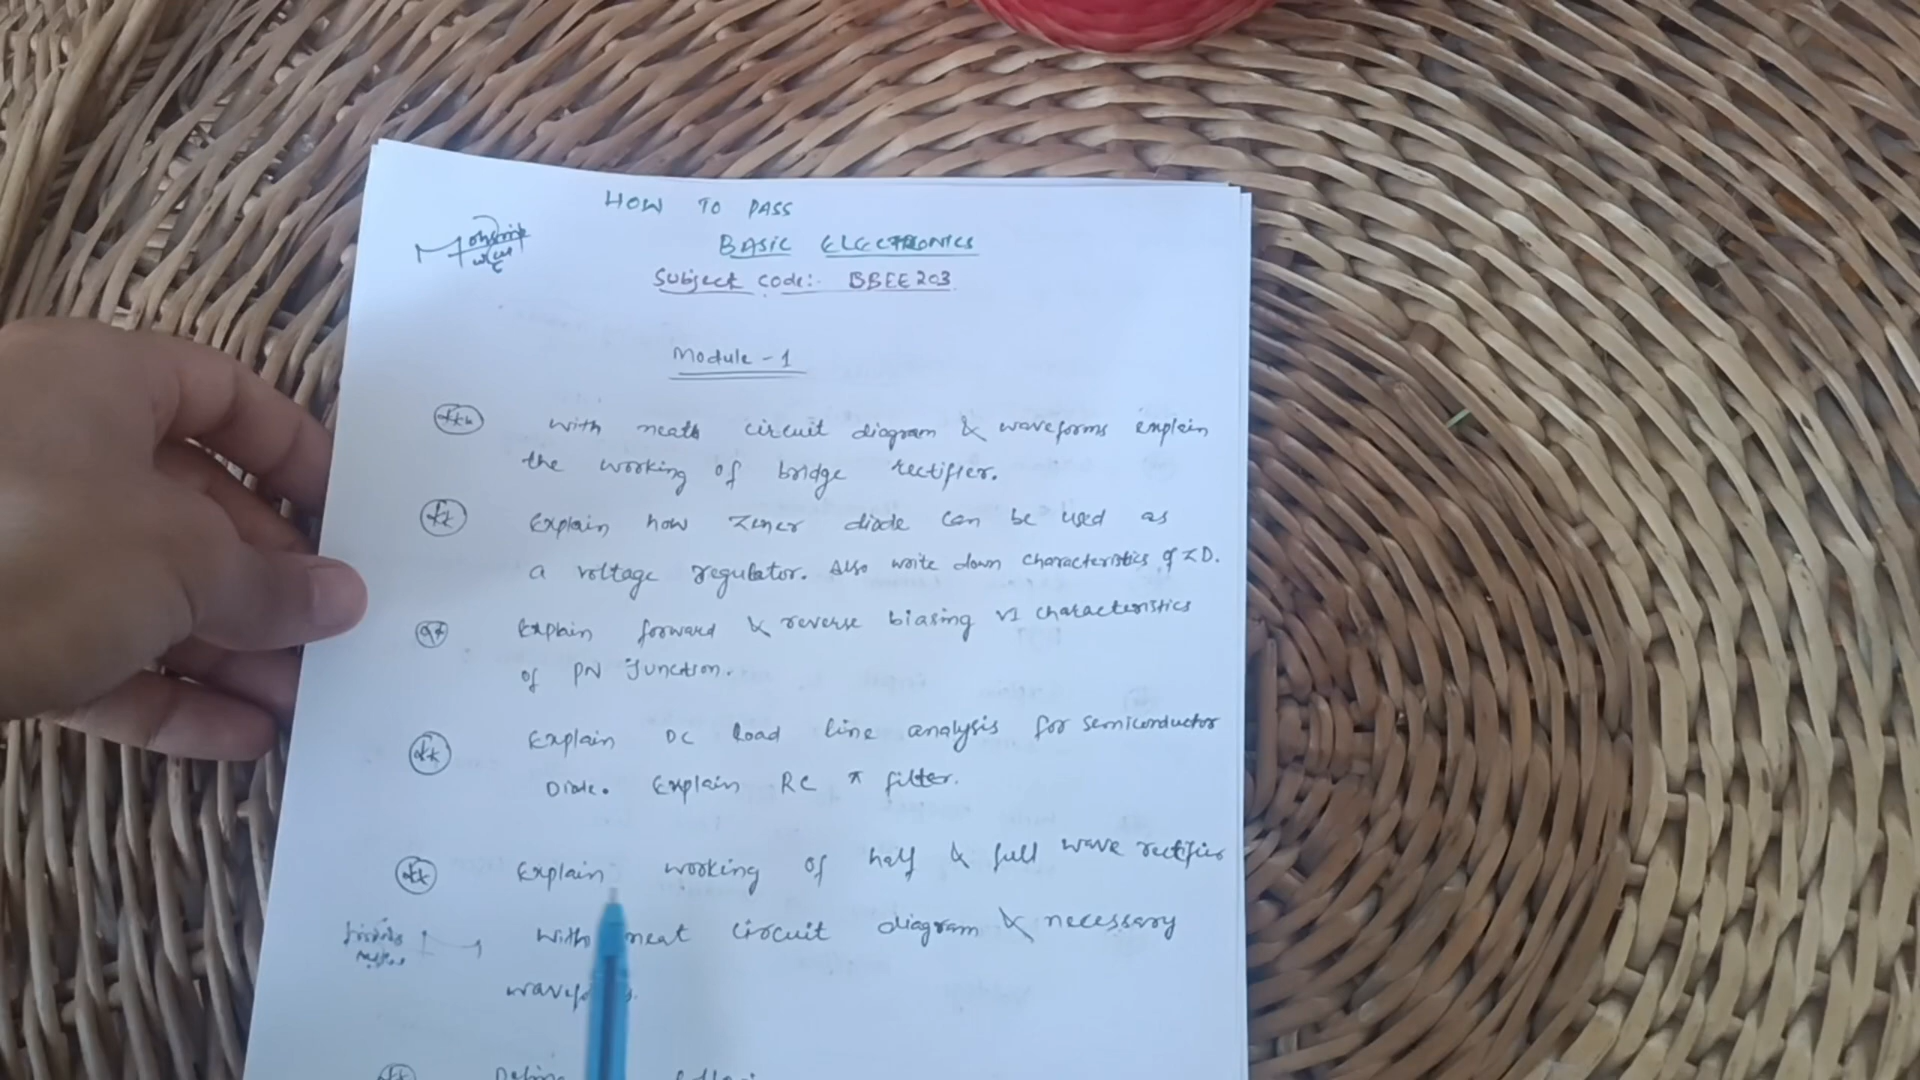 HOW TO PASS
BASIC ELECTRONICS
Subject code:- BBEE203
Module - 1
With neat circuit diagram & waveforms explain
the working of bridge rectifier.
Explain how zener diode can be used as
a voltage regulator. Also write down characteristics of ZD.
Explain forward & reverse biasing VI characteristics
of PN Junction.
Explain DC load line analysis for semiconductor
Diode. Explain RC π filter.
Explain working of half & full wave rectifier
with neat circuit diagram & necessary